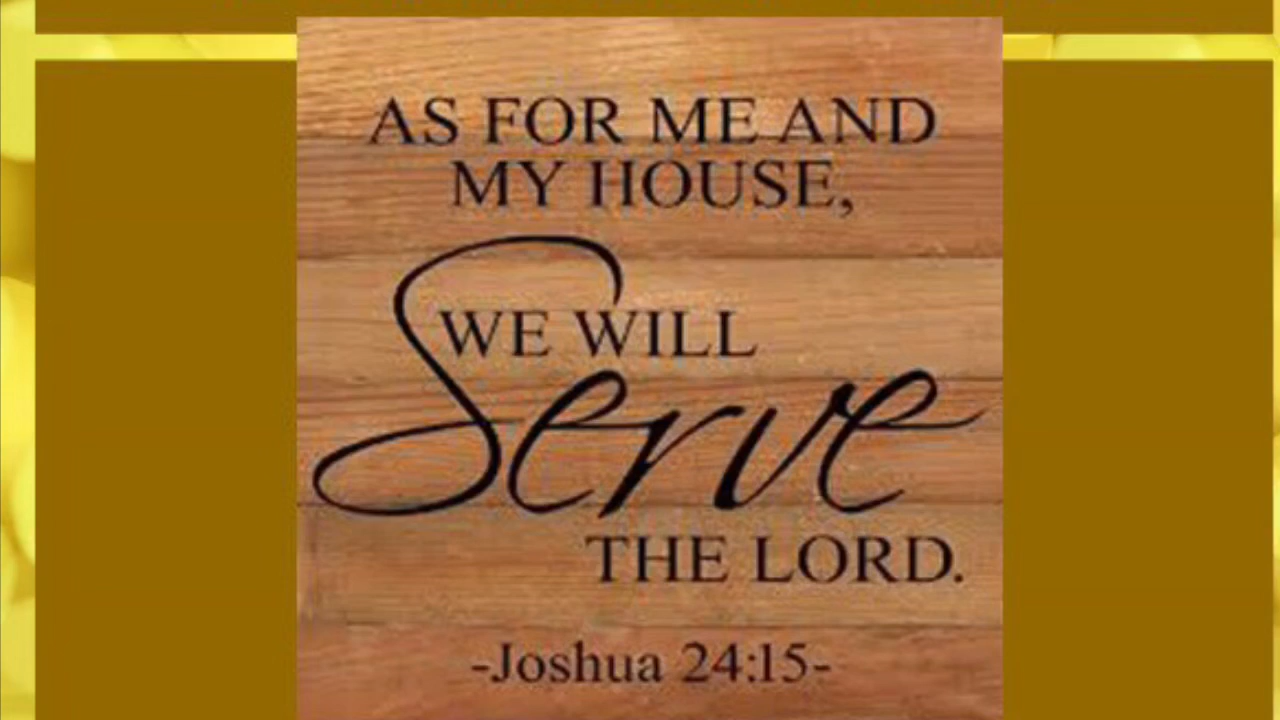 AS FOR ME AND
MY HOUSE,
WE WILL
Serve
THE LORD.
-Joshua 24:15-